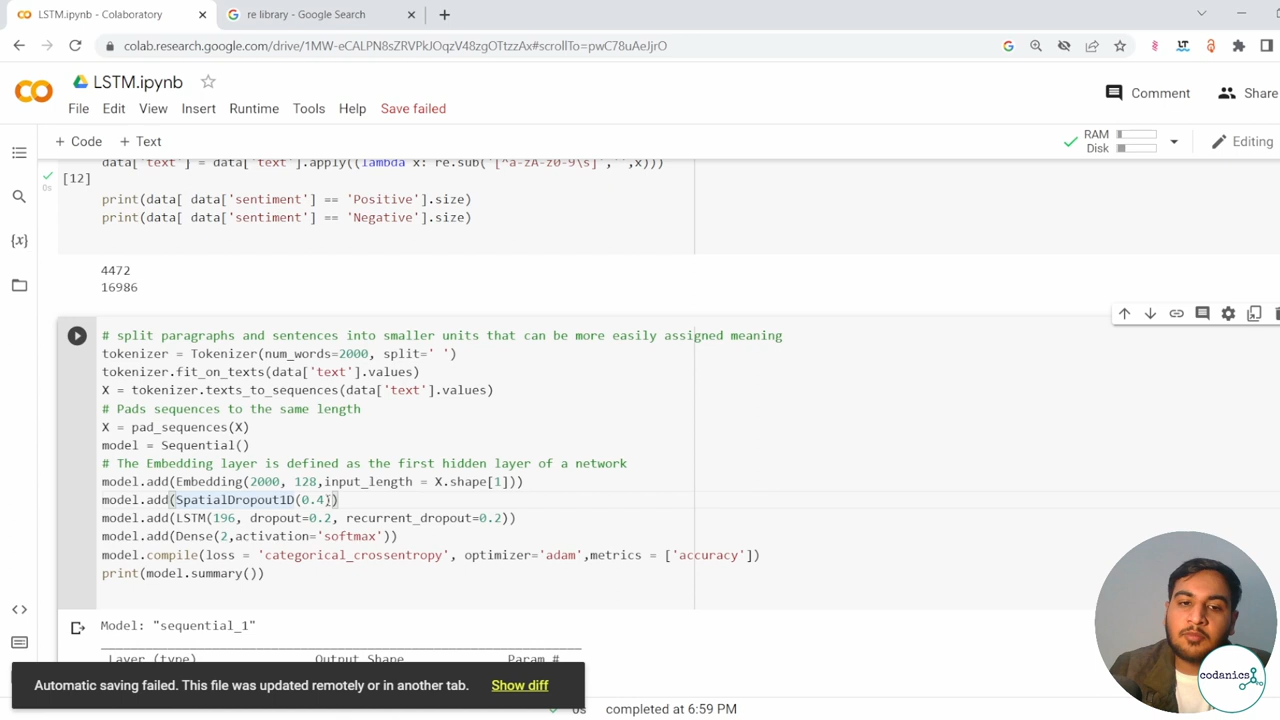 LSTM.ipynb - Colaboratory
re library - Google Search
colab.research.google.com/drive/1MW-eCALPN8sZRVPkJOqzV48zgOTtzzAx#scrollTo=pwC78uAeJjrO
LSTM.ipynb
File Edit View Insert Runtime Tools Help Save failed
Comment
Share
+ Code + Text
RAM
Disk
Editing
data['text'] = data['text'].apply((lambda x: re.sub('[^a-zA-z0-9\s]','',x)))
[12]
0s
print(data[ data['sentiment'] == 'Positive'].size)
print(data[ data['sentiment'] == 'Negative'].size)
4472
16986
# split paragraphs and sentences into smaller units that can be more easily assigned meaning
tokenizer = Tokenizer(num_words=2000, split=' ')
tokenizer.fit_on_texts(data['text'].values)
X = tokenizer.texts_to_sequences(data['text'].values)
# Pads sequences to the same length
X = pad_sequences(X)
model = Sequential()
# The Embedding layer is defined as the first hidden layer of a network
model.add(Embedding(2000, 128,input_length = X.shape[1]))
model.add(SpatialDropout1D(0.4))
model.add(LSTM(196, dropout=0.2, recurrent_dropout=0.2))
model.add(Dense(2,activation='softmax'))
model.compile(loss = 'categorical_crossentropy', optimizer='adam',metrics = ['accuracy'])
print(model.summary())
Model: "sequential_1"
Layer (type) Output Shape Param #
Automatic saving failed. This file was updated remotely or in another tab. Show diff
0s completed at 6:59 PM
codanics